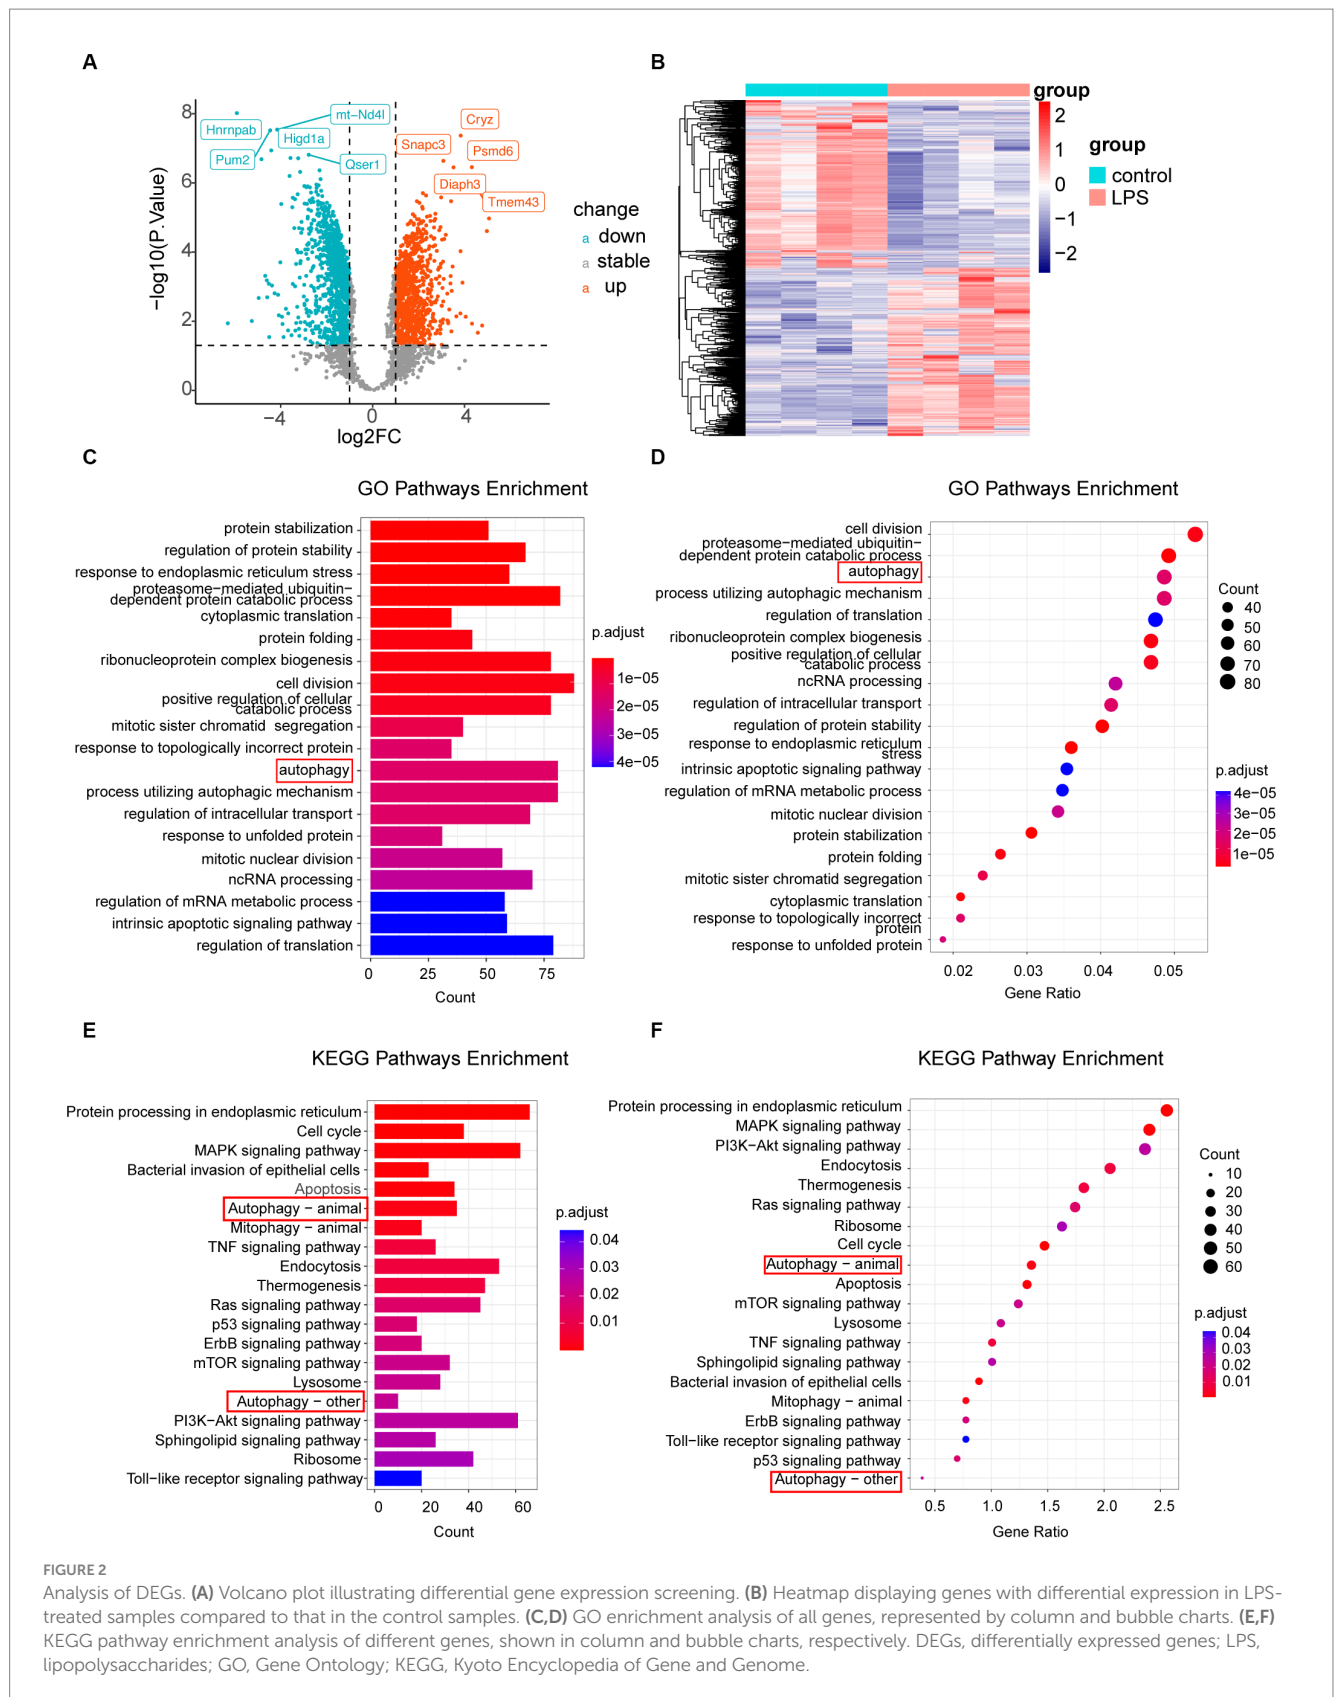 A
−log10(P.Value)
8
6
4
2
0
−4
0
4
log2FC
Hnrnpab
mt−Nd4l
Higd1a
Pum2
Qser1
Cryz
Snapc3
Psmd6
Diaph3
Tmem43
change
a down
a stable
a up
B
group
2
1
0
−1
−2
group
control
LPS
C
GO Pathways Enrichment
protein stabilization
regulation of protein stability
response to endoplasmic reticulum stress
proteasome−mediated ubiquitin−
dependent protein catabolic process
cytoplasmic translation
protein folding
ribonucleoprotein complex biogenesis
cell division
positive regulation of cellular
catabolic process
mitotic sister chromatid segregation
response to topologically incorrect protein
autophagy
process utilizing autophagic mechanism
regulation of intracellular transport
response to unfolded protein
mitotic nuclear division
ncRNA processing
regulation of mRNA metabolic process
intrinsic apoptotic signaling pathway
regulation of translation
0
25
50
75
Count
p.adjust
1e−05
2e−05
3e−05
4e−05
D
GO Pathways Enrichment
cell division
proteasome−mediated ubiquitin−
dependent protein catabolic process
autophagy
process utilizing autophagic mechanism
regulation of translation
ribonucleoprotein complex biogenesis
positive regulation of cellular
catabolic process
ncRNA processing
regulation of intracellular transport
regulation of protein stability
response to endoplasmic reticulum
stress
intrinsic apoptotic signaling pathway
regulation of mRNA metabolic process
mitotic nuclear division
protein stabilization
protein folding
mitotic sister chromatid segregation
cytoplasmic translation
response to topologically incorrect
protein
response to unfolded protein
0.02
0.03
0.04
0.05
Gene Ratio
Count
40
50
60
70
80
p.adjust
4e−05
3e−05
2e−05
1e−05
E
KEGG Pathways Enrichment
Protein processing in endoplasmic reticulum
Cell cycle
MAPK signaling pathway
Bacterial invasion of epithelial cells
Apoptosis
Autophagy − animal
Mitophagy − animal
TNF signaling pathway
Endocytosis
Thermogenesis
Ras signaling pathway
p53 signaling pathway
ErbB signaling pathway
mTOR signaling pathway
Lysosome
Autophagy − other
PI3K−Akt signaling pathway
Sphingolipid signaling pathway
Ribosome
Toll−like receptor signaling pathway
0
20
40
60
Count
p.adjust
0.04
0.03
0.02
0.01
F
KEGG Pathway Enrichment
Protein processing in endoplasmic reticulum
MAPK signaling pathway
PI3K−Akt signaling pathway
Endocytosis
Thermogenesis
Ras signaling pathway
Ribosome
Cell cycle
Autophagy − animal
Apoptosis
mTOR signaling pathway
Lysosome
TNF signaling pathway
Sphingolipid signaling pathway
Bacterial invasion of epithelial cells
Mitophagy − animal
ErbB signaling pathway
Toll−like receptor signaling pathway
p53 signaling pathway
Autophagy − other
0.5
1.0
1.5
2.0
2.5
Gene Ratio
Count
10
20
30
40
50
60
p.adjust
0.04
0.03
0.02
0.01
FIGURE 2
Analysis of DEGs. (A) Volcano plot illustrating differential gene expression screening. (B) Heatmap displaying genes with differential expression in LPS-
treated samples compared to that in the control samples. (C,D) GO enrichment analysis of all genes, represented by column and bubble charts. (E,F)
KEGG pathway enrichment analysis of different genes, shown in column and bubble charts, respectively. DEGs, differentially expressed genes; LPS,
lipopolysaccharides; GO, Gene Ontology; KEGG, Kyoto Encyclopedia of Gene and Genome.